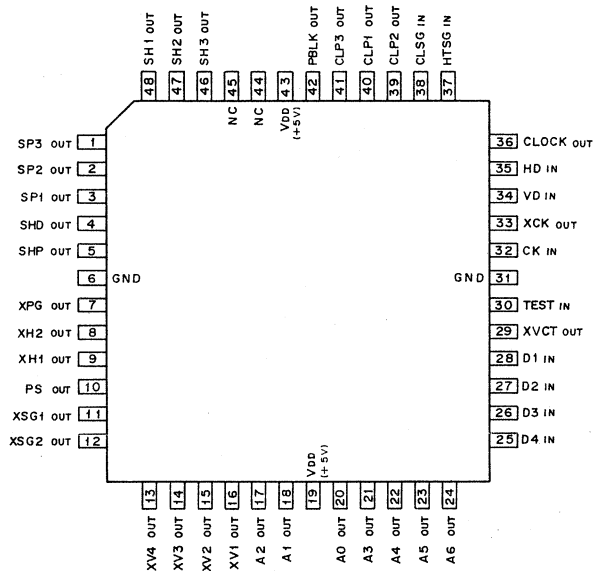 48 SH1 OUT
47 SH2 OUT
46 SH3 OUT
45 NC
44 NC
43 VDD (+5V)
42 PBLK OUT
41 CLP3 OUT
40 CLP1 OUT
39 CLP2 OUT
38 CLSG IN
37 HTSG IN
SP3 OUT 1
SP2 OUT 2
SP1 OUT 3
SHD OUT 4
SHP OUT 5
6 GND
XPG OUT 7
XH2 OUT 8
XH1 OUT 9
PS OUT 10
XSG1 OUT 11
XSG2 OUT 12
36 CLOCK OUT
35 HD IN
34 VD IN
33 XCK OUT
32 CK IN
GND 31
30 TEST IN
29 XVCT OUT
28 D1 IN
27 D2 IN
26 D3 IN
25 D4 IN
13 XV4 OUT
14 XV3 OUT
15 XV2 OUT
16 XV1 OUT
17 A2 OUT
18 A1 OUT
19 VDD (+5V)
20 A0 OUT
21 A3 OUT
22 A4 OUT
23 A5 OUT
24 A6 OUT